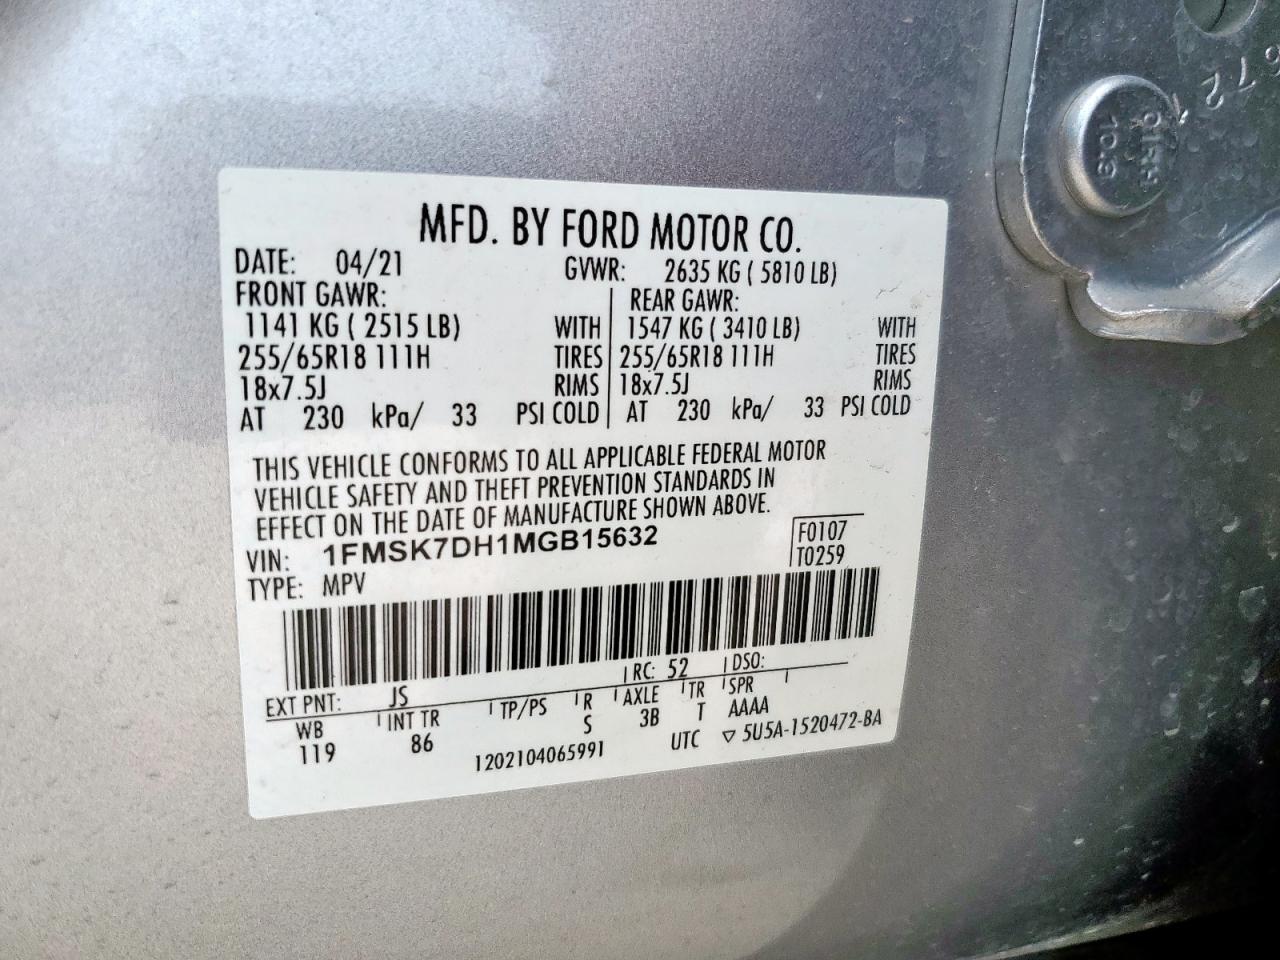 MFD. BY FORD MOTOR CO.
DATE: 04/21 GVWR: 2635 KG ( 5810 LB)
FRONT GAWR: REAR GAWR:
1141 KG ( 2515 LB) WITH 1547 KG ( 3410 LB) WITH
255/65R18 111H TIRES 255/65R18 111H TIRES
18x7.5J RIMS 18x7.5J RIMS
AT 230 kPa/ 33 PSI COLD AT 230 kPa/ 33 PSI COLD
THIS VEHICLE CONFORMS TO ALL APPLICABLE FEDERAL MOTOR
VEHICLE SAFETY AND THEFT PREVENTION STANDARDS IN
EFFECT ON THE DATE OF MANUFACTURE SHOWN ABOVE.
VIN: 1FMSK7DH1MGB15632 F0107
TYPE: MPV T0259
EXT PNT: JS RC: 52 DSO:
WB INT TR TP/PS R AXLE TR SPR
119 86 S 3B T AAAA
1202104065991 UTC ▽ 5U5A-1520472-BA
10.9
672